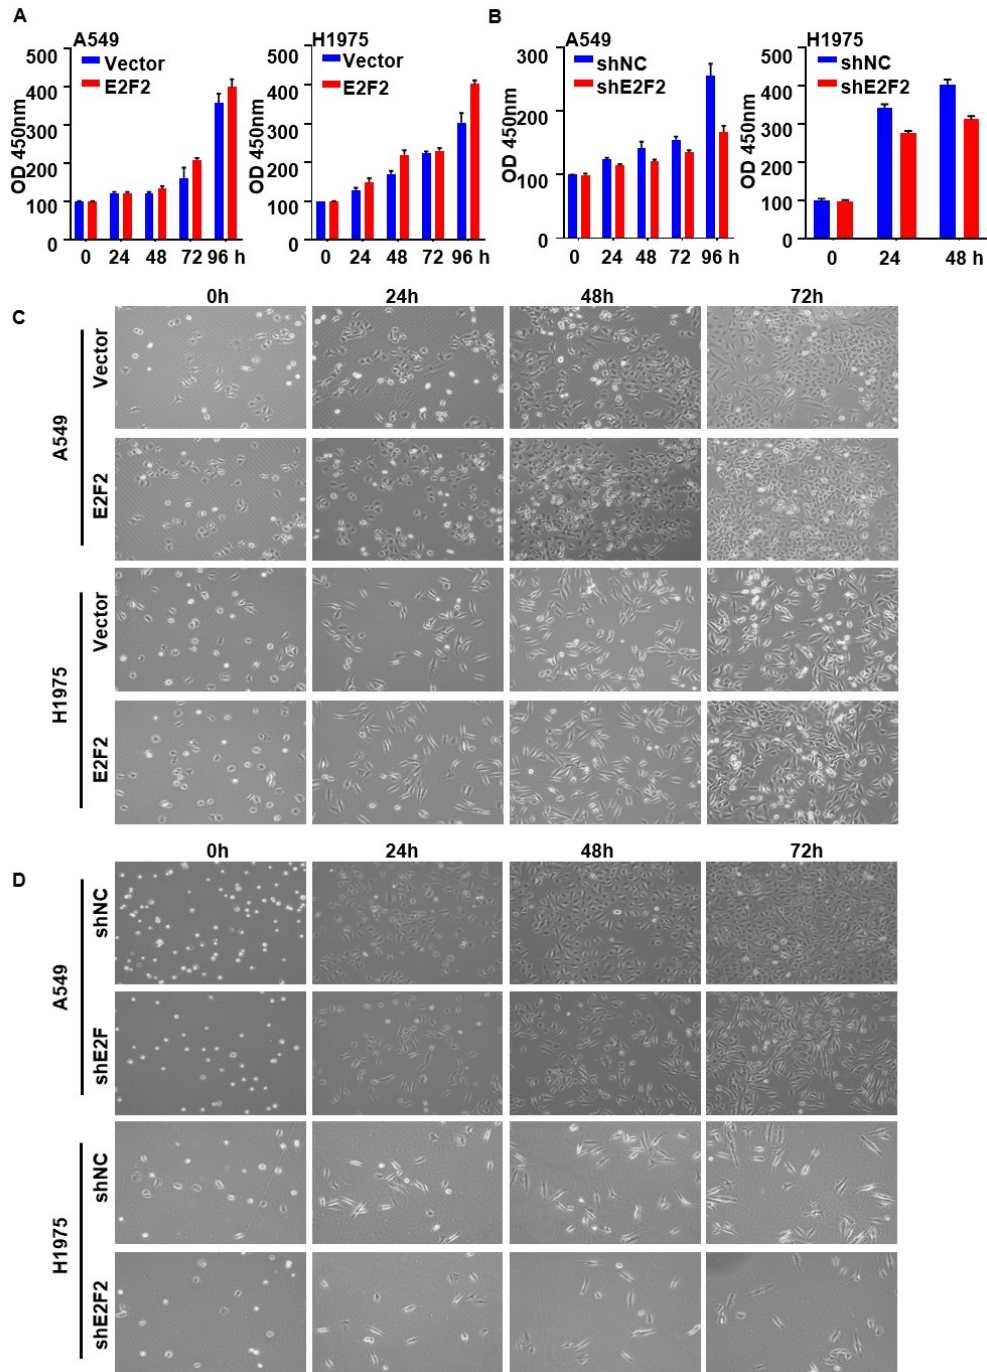 A
B
A549
Vector
E2F2
OD 450nm
500
400
300
200
100
0
0 24 48 72 96 h
H1975
Vector
E2F2
OD 450nm
500
400
300
200
100
0
0 24 48 72 96 h
A549
shNC
shE2F2
OD 450nm
300
200
100
0
0 24 48 72 96 h
H1975
shNC
shE2F2
OD 450nm
500
400
300
200
100
0
0 24 48 h
C
0h 24h 48h 72h
A549
Vector
E2F2
H1975
Vector
E2F2
D
0h 24h 48h 72h
A549
shNC
shE2F
H1975
shNC
shE2F2